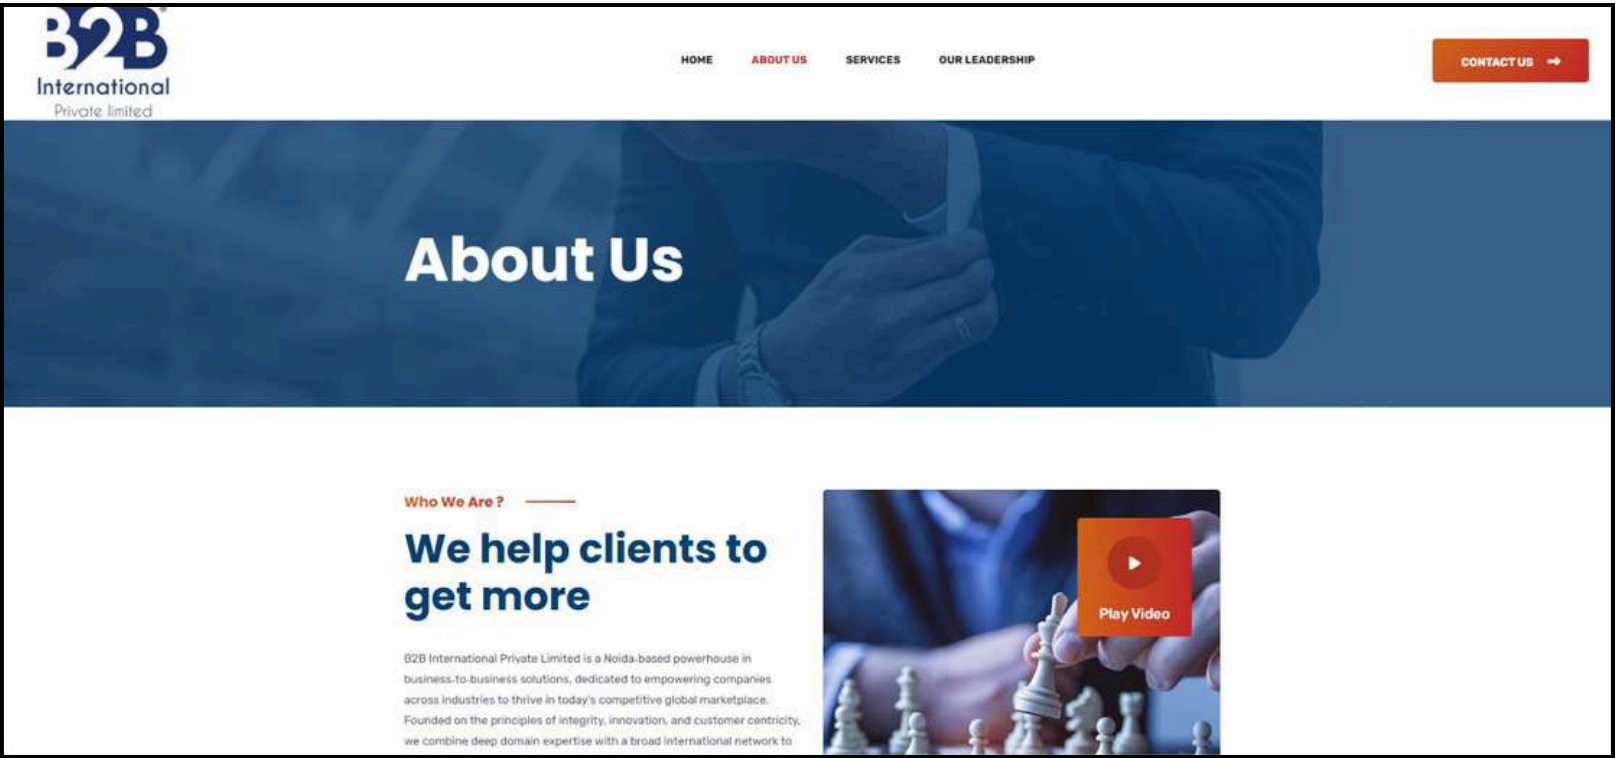 B2B
International
Private limited
HOME ABOUT US SERVICES OUR LEADERSHIP
CONTACT US
About Us
Who We Are ?
We help clients to
get more
B2B International Private Limited is a Noida-based powerhouse in
business-to-business solutions, dedicated to empowering companies
across industries to thrive in today's competitive global marketplace.
Founded on the principles of integrity, innovation, and customer centricity,
we combine deep domain expertise with a broad international network to
Play Video